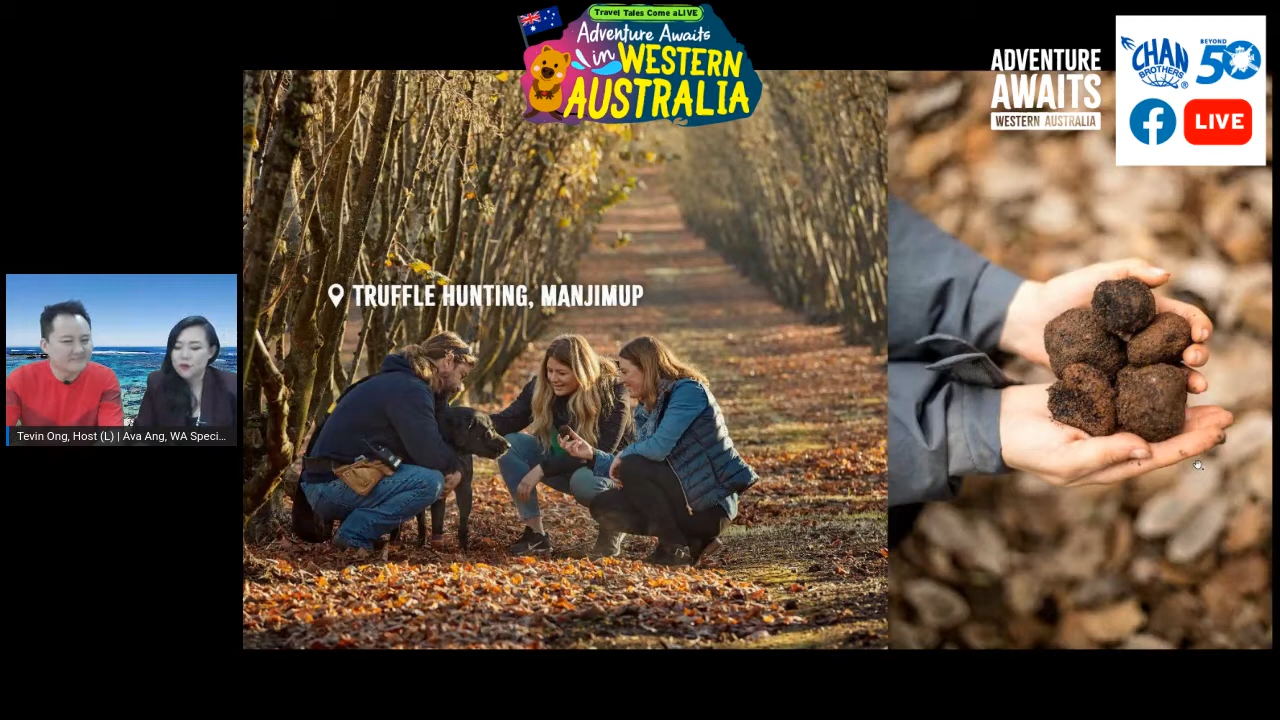 Travel Tales Come aLIVE
Adventure Awaits
in WESTERN
AUSTRALIA
ADVENTURE
AWAITS
WESTERN AUSTRALIA
CHAN
BROTHERS®
BEYOND
50
LIVE
TRUFFLE HUNTING, MANJIMUP
Tevin Ong, Host (L) | Ava Ang, WA Speci...